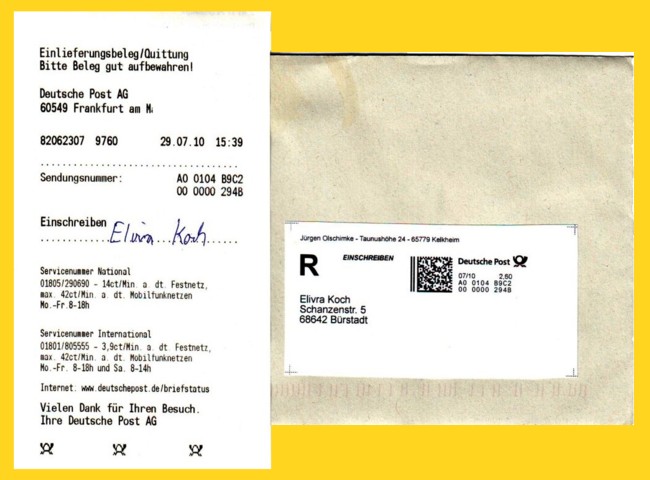 Einlieferungsbeleg/Quittung
Bitte Beleg gut aufbewahren!
Deutsche Post AG
60549 Frankfurt am
82062307 9760 29.07.10 15:39
Sendungsnummer: A0 0104 B9C2
00 0000 294B
Einschreiben Elivra Koch
Servicenummer National
01805/290690 - 14ct/Min. a. dt. Festnetz,
max. 42ct/Min. a. dt. Mobilfunknetzen
Mo.-Fr.8-18h
Servicenummer International
01801/805555 - 3,9ct/Min. a. dt. Festnetz,
max. 42ct/Min. a. dt. Mobilfunknetzen
Mo.-Fr. 8-18h und Sa. 8-14h
Internet: www.deutschepost.de/briefstatus
Vielen Dank für Ihren Besuch.
Ihre Deutsche Post AG
Jürgen Olschimke - Taunushöhe 24 - 65779 Kelkheim
R EINSCHREIBEN Deutsche Post
07/10 2,60
A0 0104 B9C2
00 0000 294B
Elivra Koch
Schanzenstr. 5
68642 Bürstadt